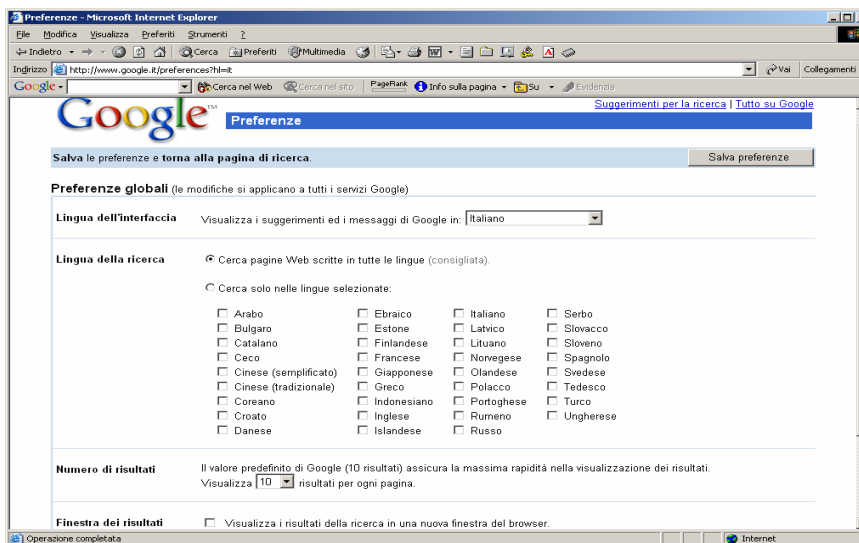 Preferenze - Microsoft Internet Explorer
File Modifica Visualizza Preferiti Strumenti ?
Indietro Cerca Preferiti Multimedia
Indirizzo http://www.google.it/preferences?hl=it Vai Collegamenti
Google Cerca nel Web Cerca nel sito PageRank Info sulla pagina Su Evidenzia
Suggerimenti per la ricerca | Tutto su Google
Google™ Preferenze
Salva le preferenze e torna alla pagina di ricerca. Salva preferenze
Preferenze globali (le modifiche si applicano a tutti i servizi Google)
Lingua dell'interfaccia Visualizza i suggerimenti ed i messaggi di Google in: Italiano
Lingua della ricerca Cerca pagine Web scritte in tutte le lingue (consigliata).
Cerca solo nelle lingue selezionate:
Arabo Ebraico Italiano Serbo
Bulgaro Estone Latvico Slovacco
Catalano Finlandese Lituano Sloveno
Ceco Francese Norvegese Spagnolo
Cinese (semplificato) Giapponese Olandese Svedese
Cinese (tradizionale) Greco Polacco Tedesco
Coreano Indonesiano Portoghese Turco
Croato Inglese Rumeno Ungherese
Danese Islandese Russo
Numero di risultati Il valore predefinito di Google (10 risultati) assicura la massima rapidità nella visualizzazione dei risultati.
Visualizza 10 risultati per ogni pagina.
Finestra dei risultati Visualizza i risultati della ricerca in una nuova finestra del browser.
Operazione completata Internet